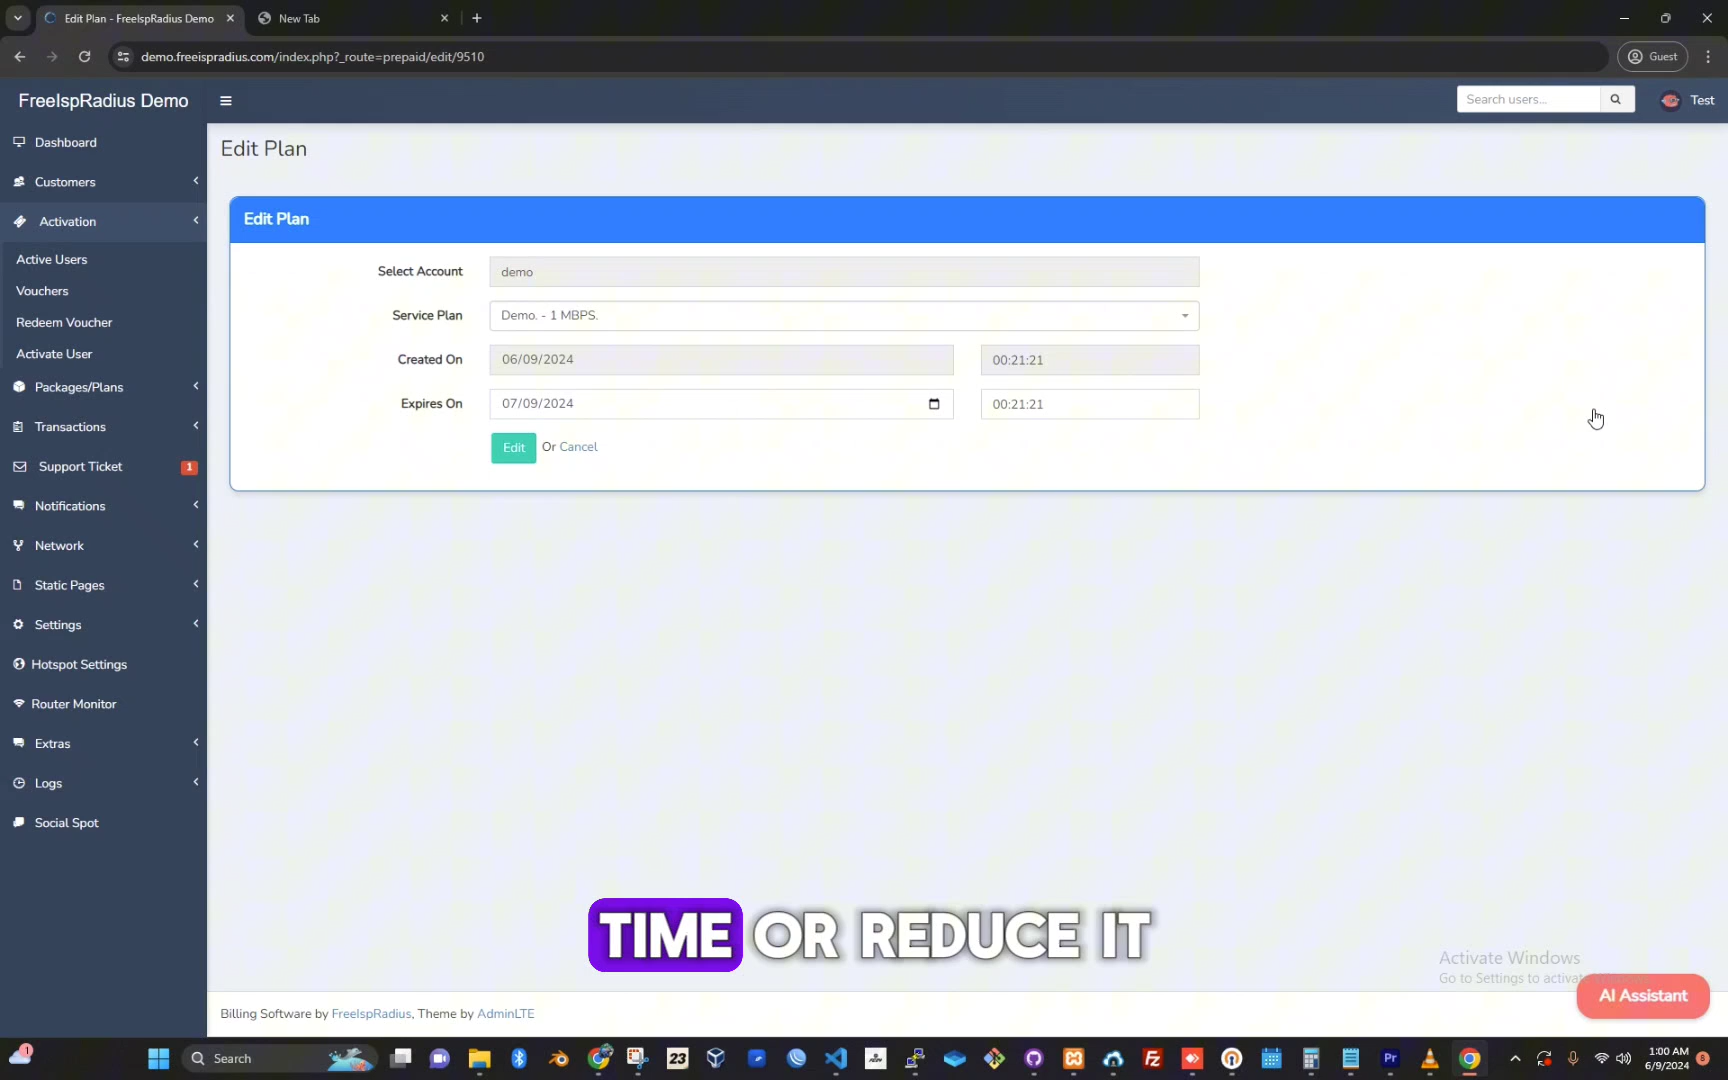 Edit Plan - FreeIspRadius Demo
New Tab
demo.freeispradius.com/index.php?_route=prepaid/edit/9510
Guest
FreeIspRadius Demo
Search users...
Test
Dashboard
Customers
Activation
Active Users
Vouchers
Redeem Voucher
Activate User
Packages/Plans
Transactions
Support Ticket 1
Notifications
Network
Static Pages
Settings
Hotspot Settings
Router Monitor
Extras
Logs
Social Spot
Edit Plan
Edit Plan
Select Account demo
Service Plan Demo. - 1 MBPS.
Created On 06/09/2024 00:21:21
Expires On 07/09/2024 00:21:21
Edit Or Cancel
TIME OR REDUCE IT
Activate Windows
Go to Settings to activate
AI Assistant
Billing Software by FreeIspRadius, Theme by AdminLTE
1
Search
23
Fz
Pr
1:00 AM
6/9/2024
8